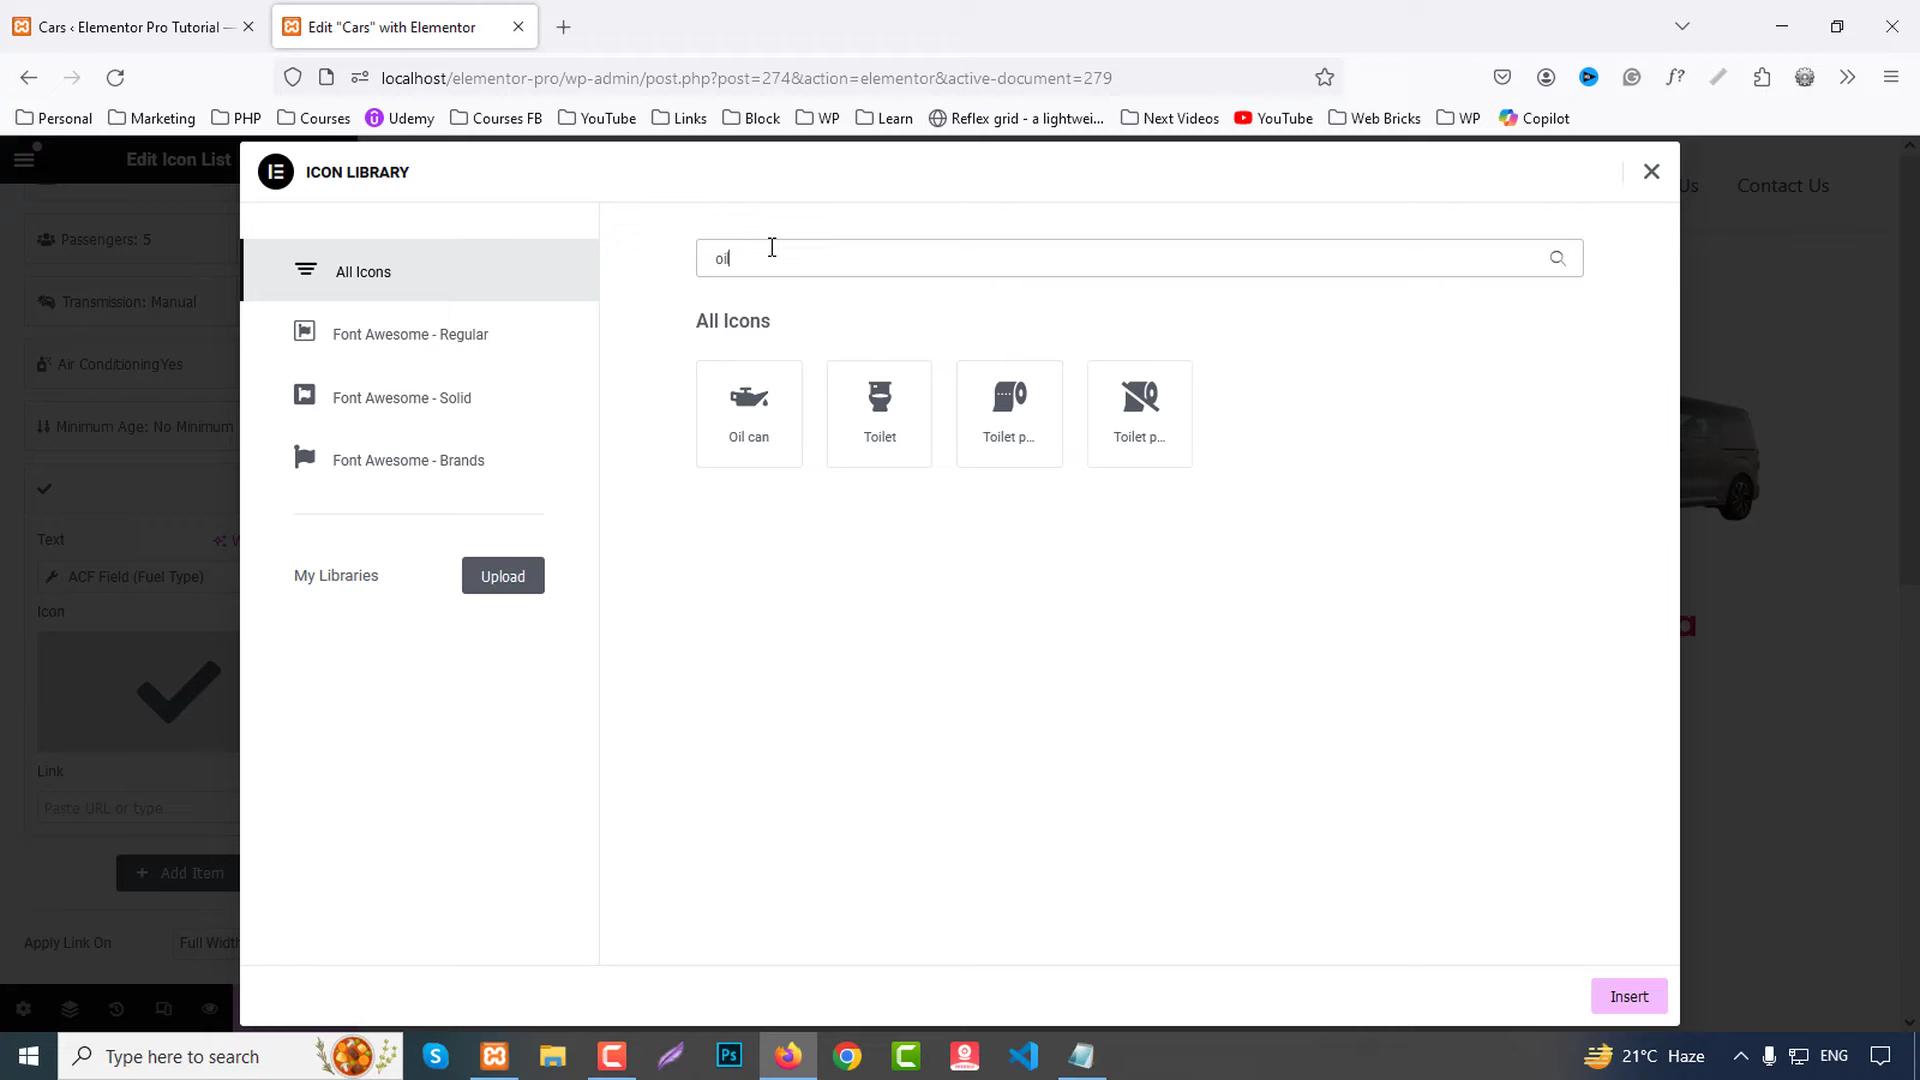 Cars ‹ Elementor Pro Tutorial —
Edit "Cars" with Elementor
localhost/elementor-pro/wp-admin/post.php?post=274&action=elementor&active-document=279
Personal
Marketing
PHP
Courses
Udemy
Courses FB
YouTube
Links
Block
WP
Learn
Reflex grid - a lightwei...
Next Videos
YouTube
Web Bricks
WP
Copilot
Edit Icon List
ICON LIBRARY
Us
Contact Us
Passengers: 5
Transmission: Manual
Air ConditioningYes
Minimum Age: No Minimum
Text
ACF Field (Fuel Type)
Icon
Link
Paste URL or type
Add Item
Apply Link On
Full Width
All Icons
Font Awesome - Regular
Font Awesome - Solid
Font Awesome - Brands
My Libraries
Upload
oil
All Icons
Oil can
Toilet
Toilet p...
Toilet p...
Insert
Type here to search
Ps
21°C Haze
ENG